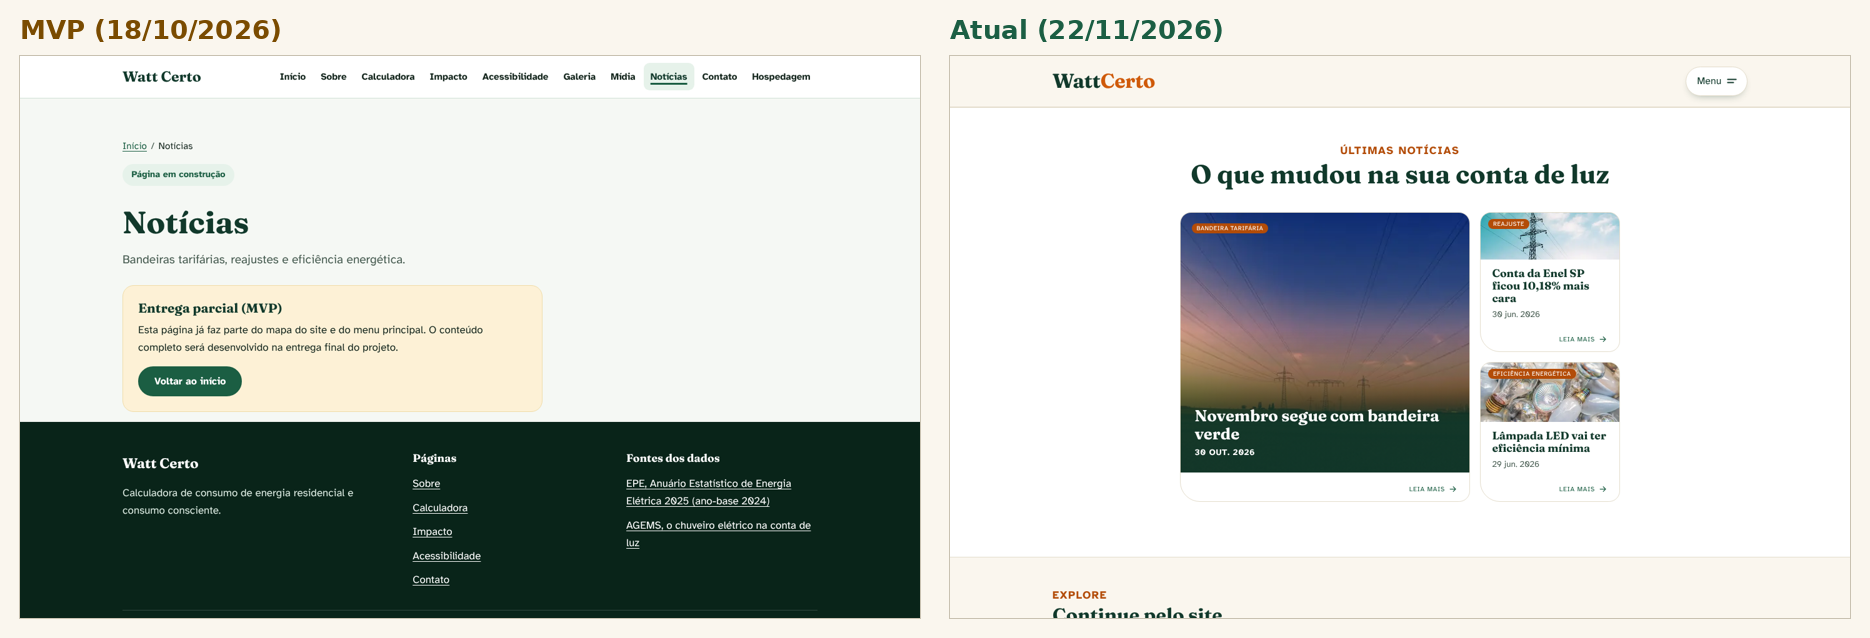 MVP (18/10/2026)
Watt Certo
Início Sobre Calculadora Impacto Acessibilidade Galeria Mídia Notícias Contato Hospedagem
Início / Notícias
Página em construção
Notícias
Bandeiras tarifárias, reajustes e eficiência energética.
Entrega parcial (MVP)
Esta página já faz parte do mapa do site e do menu principal. O conteúdo
completo será desenvolvido na entrega final do projeto.
Voltar ao início
Watt Certo
Calculadora de consumo de energia residencial e
consumo consciente.
Páginas
Sobre
Calculadora
Impacto
Acessibilidade
Contato
Fontes dos dados
EPE, Anuário Estatístico de Energia
Elétrica 2025 (ano-base 2024)
AGEMS, o chuveiro elétrico na conta de
luz
Atual (22/11/2026)
WattCerto
Menu
ÚLTIMAS NOTÍCIAS
O que mudou na sua conta de luz
BANDEIRA TARIFÁRIA
Novembro segue com bandeira
verde
30 OUT. 2026
LEIA MAIS →
REAJUSTE
Conta da Enel SP
ficou 10,18% mais
cara
30 jun. 2026
LEIA MAIS →
EFICIÊNCIA ENERGÉTICA
Lâmpada LED vai ter
eficiência mínima
29 jun. 2026
LEIA MAIS →
EXPLORE
Continue pelo site